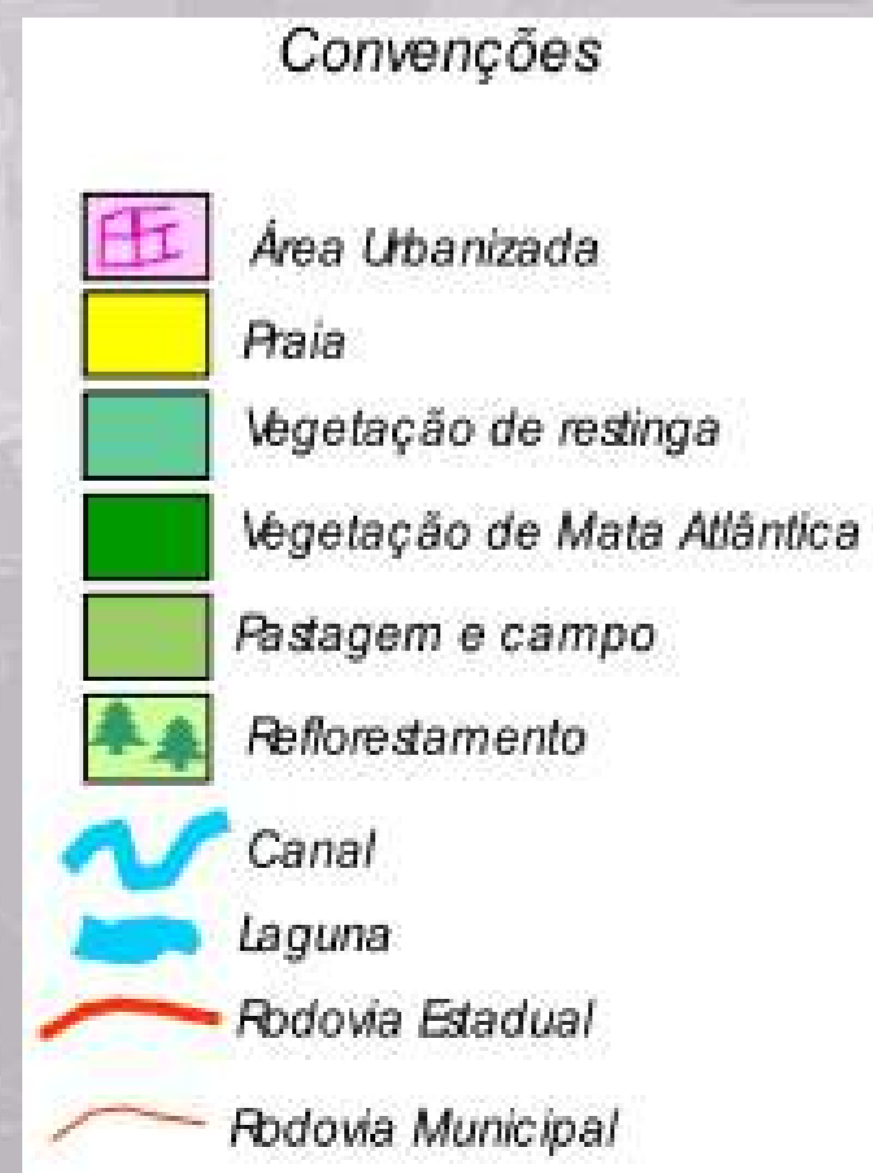 Convenções
Área Urbanizada
Praia
Vegetação de restinga
Vegetação de Mata Atlântica
Pastagem e campo
Reflorestamento
Canal
Laguna
Rodovia Estadual
Rodovia Municipal